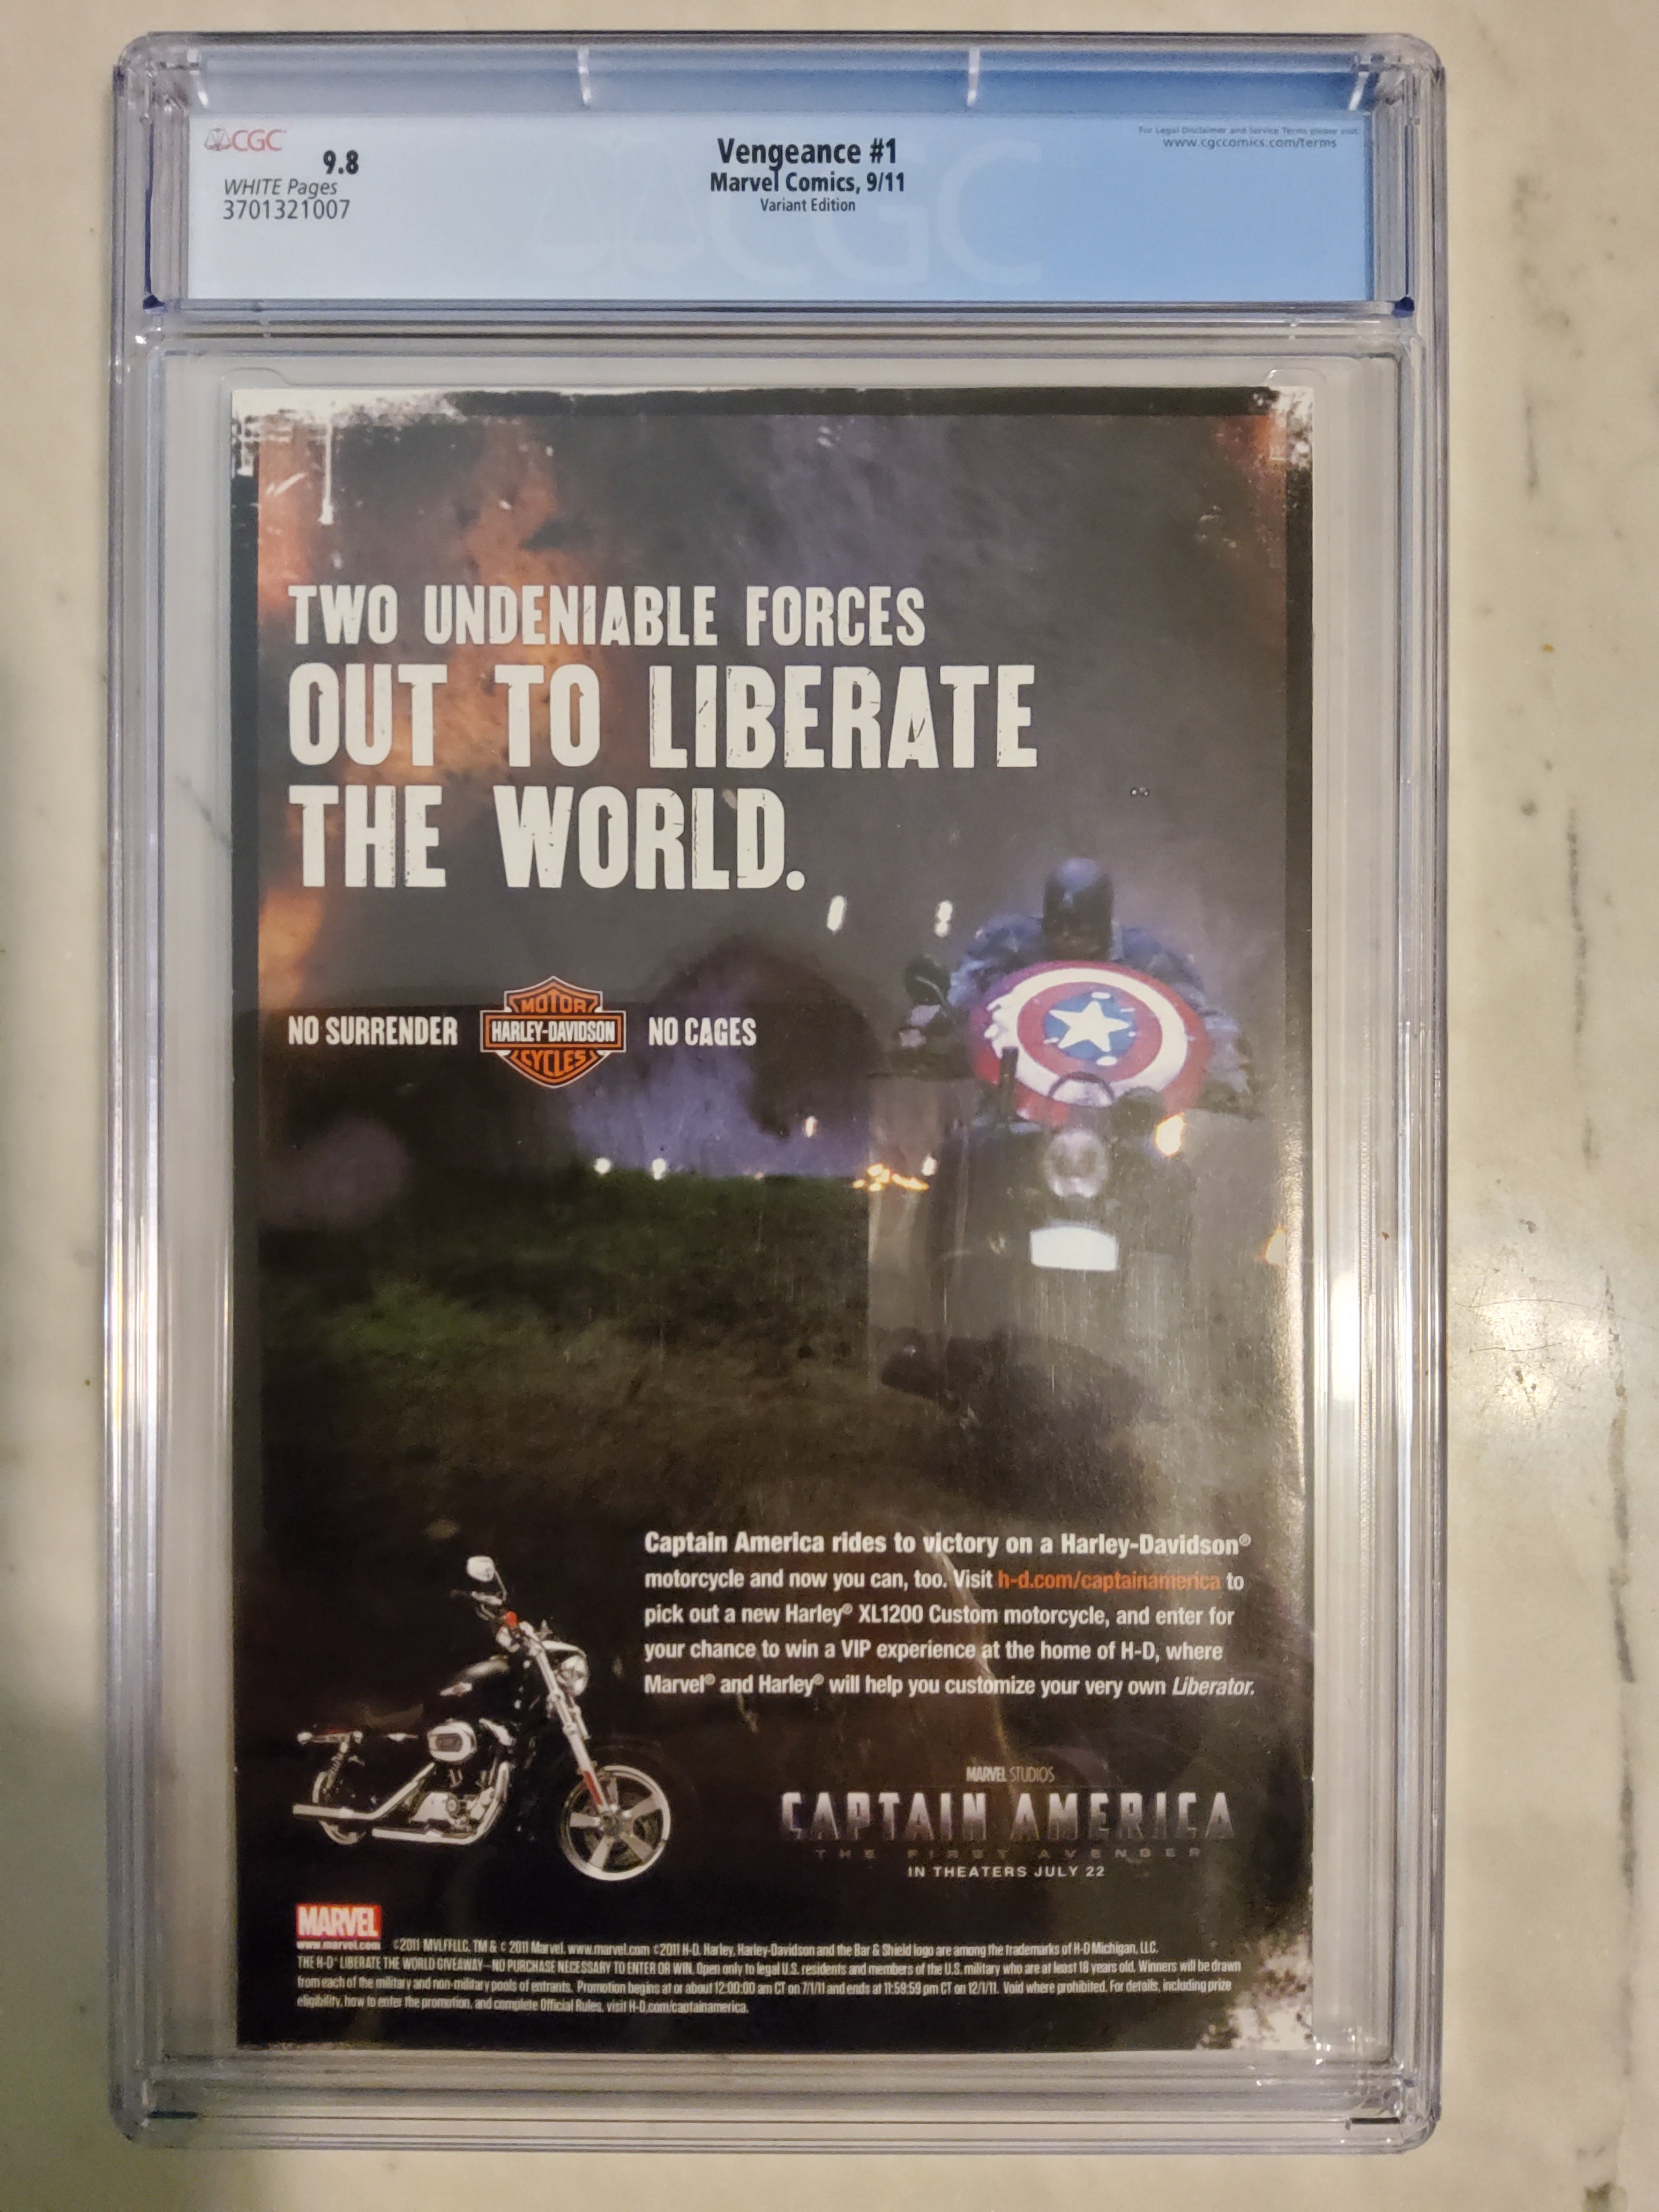 CGC
9.8
WHITE Pages
3701321007
Vengeance #1
Marvel Comics, 9/11
Variant Edition
For Legal Disclaimer and Service Terms please visit:
www.cgccomics.com/terms
CGC
TWO UNDENIABLE FORCES
OUT TO LIBERATE
THE WORLD.
NO SURRENDER
MOTOR
HARLEY-DAVIDSON
CYCLES
NO CAGES
Captain America rides to victory on a Harley-Davidson®
motorcycle and now you can, too. Visit h-d.com/captainamerica to
pick out a new Harley® XL1200 Custom motorcycle, and enter for
your chance to win a VIP experience at the home of H-D, where
Marvel® and Harley® will help you customize your very own Liberator.
MARVEL STUDIOS
CAPTAIN AMERICA
THE FIRST AVENGER
IN THEATERS JULY 22
MARVEL
www.marvel.com
©2011 MVLFFLLC. TM & © 2011 Marvel. www.marvel.com ©2011 H-D. Harley, Harley-Davidson and the Bar & Shield logo are among the trademarks of H-D Michigan, LLC.
THE H-D® LIBERATE THE WORLD GIVEAWAY—NO PURCHASE NECESSARY TO ENTER OR WIN. Open only to legal U.S. residents and members of the U.S. military who are at least 18 years old. Winners will be drawn
from each of the military and non-military pools of entrants. Promotion begins at or about 12:00:00 am CT on 7/1/11 and ends at 11:59:59 pm CT on 12/1/11. Void where prohibited. For details, including prize
eligibility, how to enter the promotion, and complete Official Rules, visit H-D.com/captainamerica.